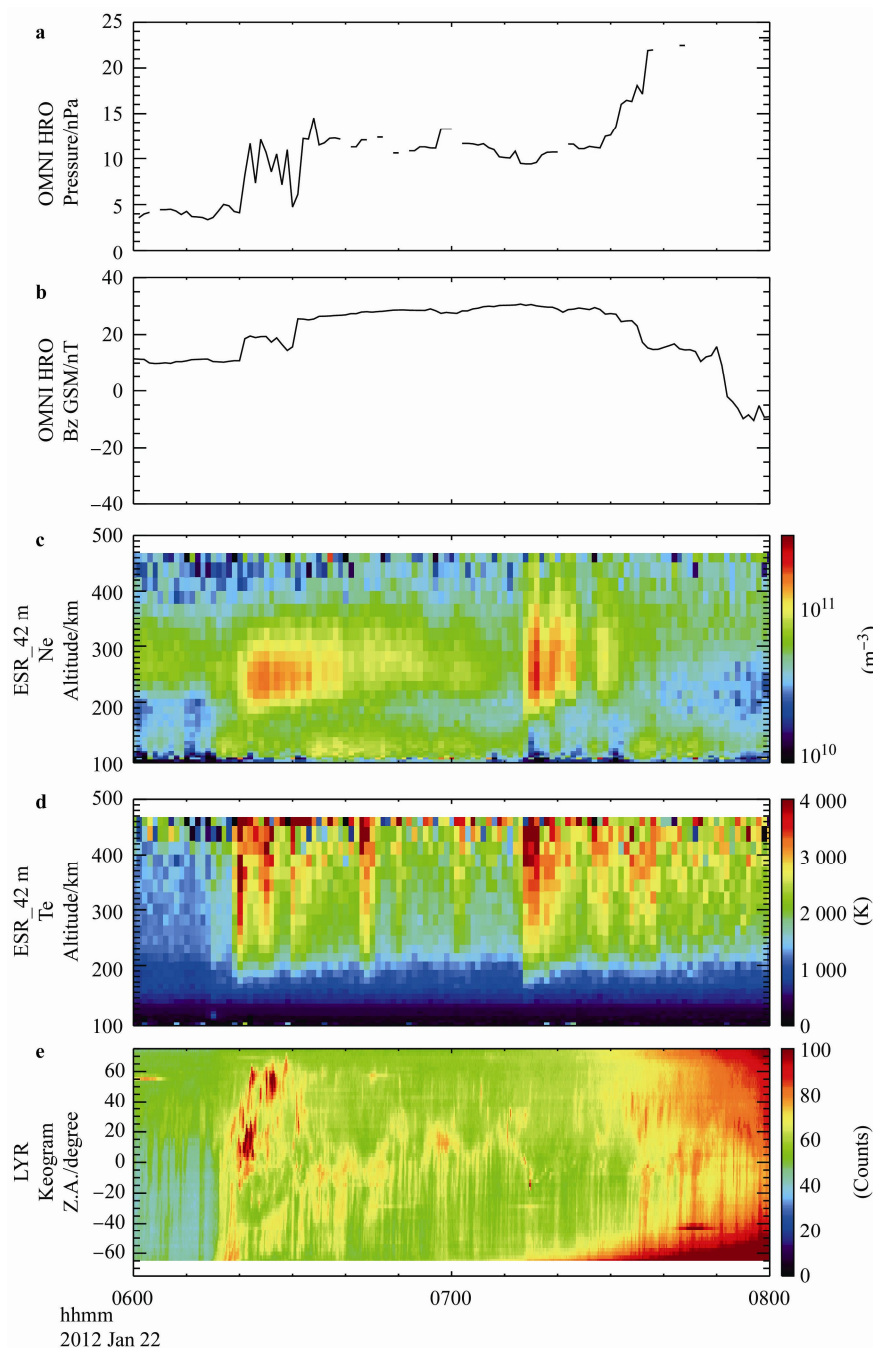 a
OMNI HRO
Pressure/nPa
25
20
15
10
5
0
b
OMNI HRO
Bz GSM/nT
40
20
0
−20
−40
c
ESR_42 m
Ne
Altitude/km
500
400
300
200
100
10¹¹
10¹⁰
(m⁻³)
d
ESR_42 m
Te
Altitude/km
500
400
300
200
100
4 000
3 000
2 000
1 000
0
(K)
e
LYR
Keogram
Z.A./degree
60
40
20
0
−20
−40
−60
100
80
60
40
20
0
(Counts)
0600
0700
0800
hhmm
2012 Jan 22